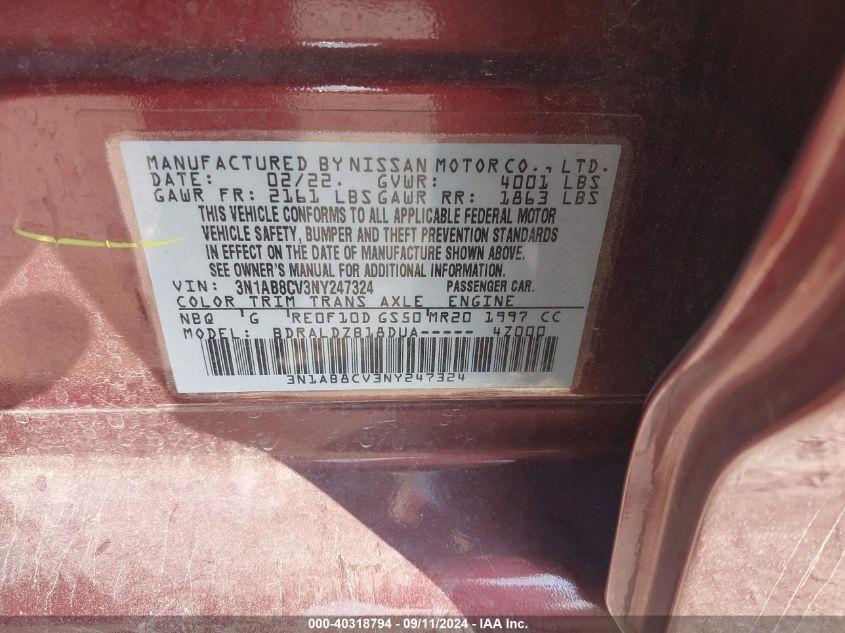 MANUFACTURED BY NISSAN MOTOR CO., LTD.
DATE: 02/22. GVWR: 4001 LBS
GAWR FR: 2161 LBS GAWR RR: 1863 LBS
THIS VEHICLE CONFORMS TO ALL APPLICABLE FEDERAL MOTOR
VEHICLE SAFETY, BUMPER AND THEFT PREVENTION STANDARDS
IN EFFECT ON THE DATE OF MANUFACTURE SHOWN ABOVE.
SEE OWNER'S MANUAL FOR ADDITIONAL INFORMATION.
VIN: 3N1AB8CV3NY247324 PASSENGER CAR.
COLOR TRIM TRANS AXLE ENGINE
NBQ G RE0F10D GS50 MR20 1997 CC
MODEL: BDRALDZB18DUA----- 4Z000
3N1AB8CV3NY247324
000-40318794 - 09/11/2024 - IAA Inc.